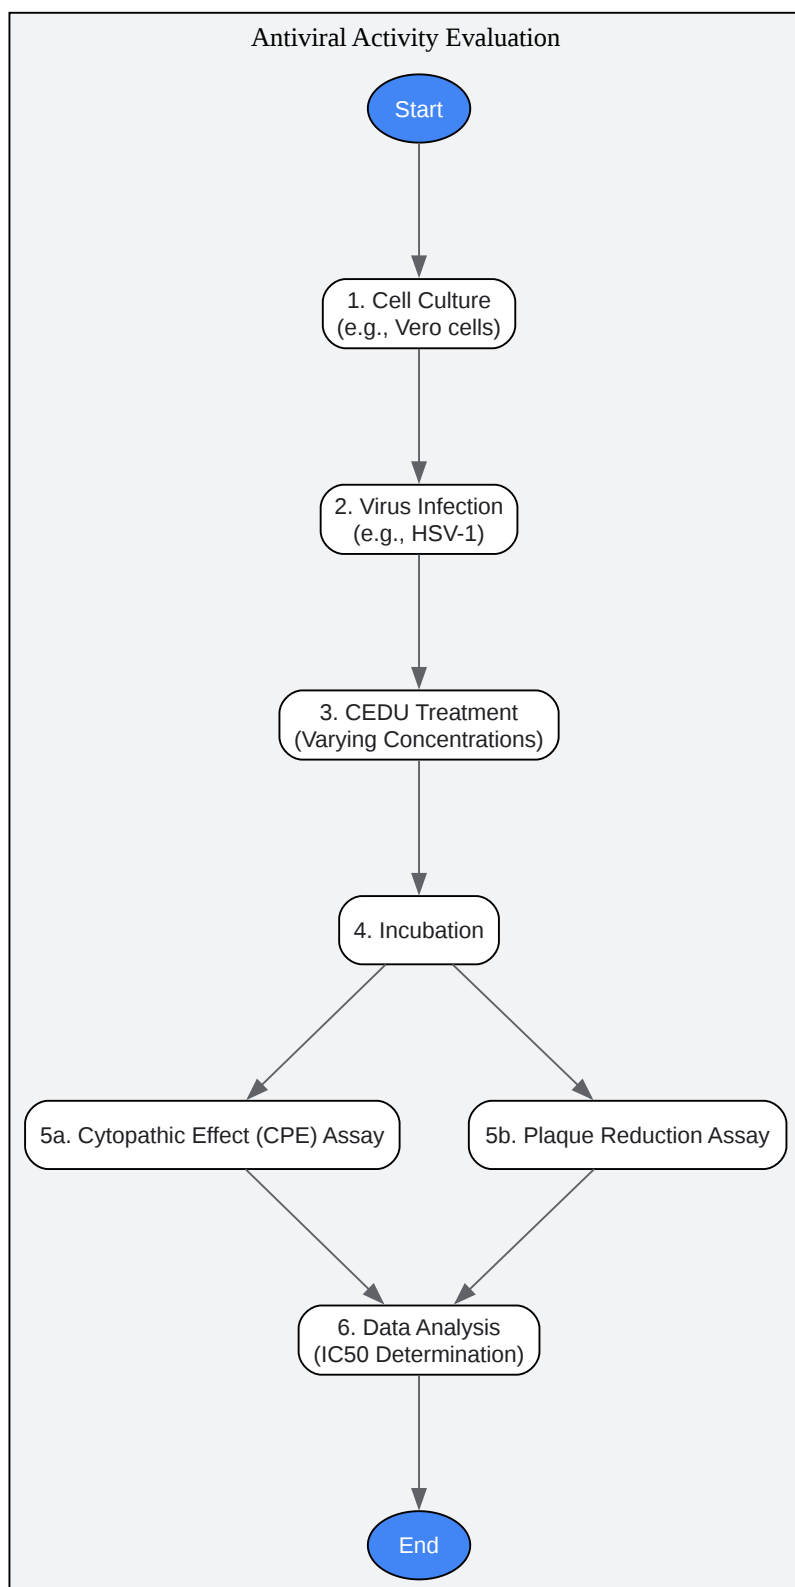 Antiviral Activity Evaluation
Start
1. Cell Culture
(e.g., Vero cells)
2. Virus Infection
(e.g., HSV-1)
3. CEDU Treatment
(Varying Concentrations)
4. Incubation
5a. Cytopathic Effect (CPE) Assay
5b. Plaque Reduction Assay
6. Data Analysis
(IC50 Determination)
End